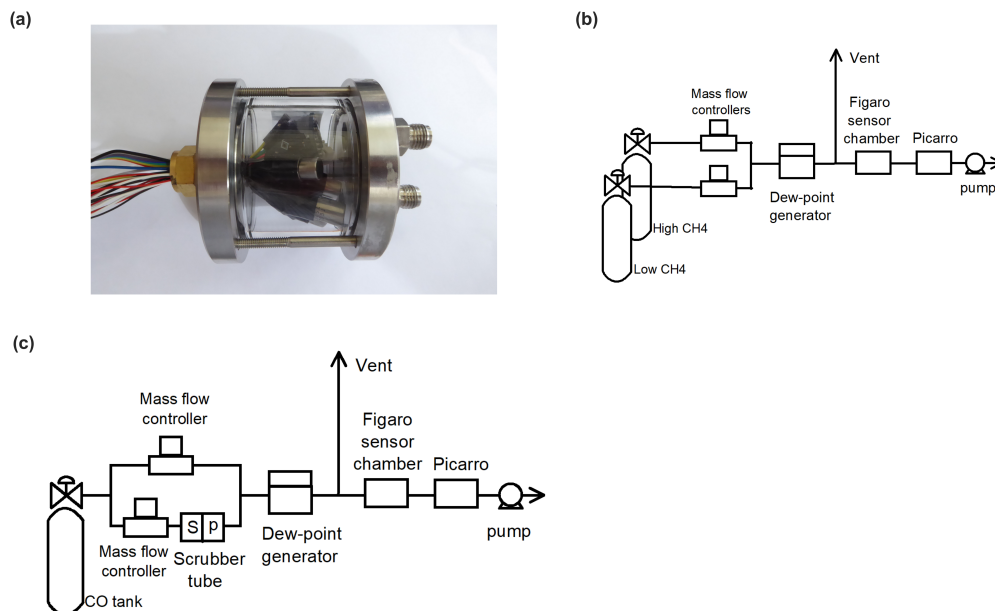 (a)
(b)
Vent
Mass flow
controllers
Figaro
sensor
chamber
Picarro
pump
Dew-point
generator
High CH4
Low CH4
(c)
Vent
Mass flow
controller
Figaro
sensor
chamber
Picarro
pump
S p
Dew-point
generator
Mass flow
controller
Scrubber
tube
CO tank